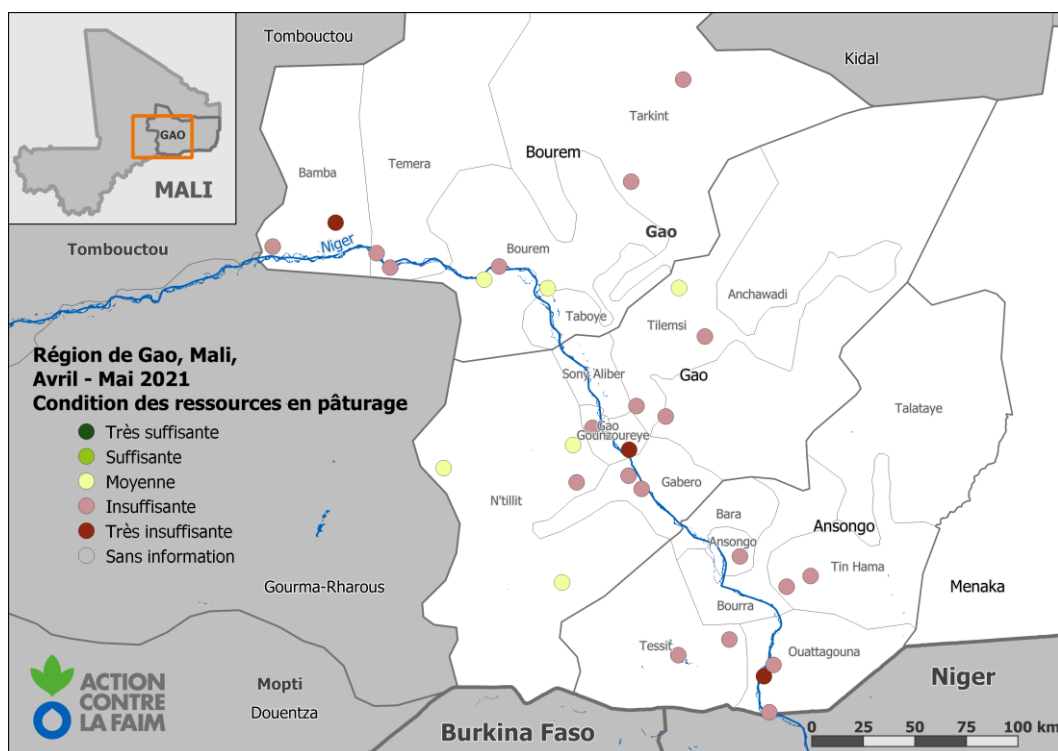 Tombouctou
Kidal
GAO
MALI
Tarkint
Bourem
Temera
Bamba
Gao
Tombouctou
Niger
Bourem
Anchawadi
Taboye
Tilemsi
Région de Gao, Mali,
Avril - Mai 2021
Condition des ressources en pâturage
Très suffisante
Suffisante
Moyenne
Insuffisante
Très insuffisante
Sans information
Sony Aliber
Gao
Talataye
Gao
Gounzoureye
N'tillit
Gabero
Bara
Ansongo
Ansongo
Tin Hama
Gourma-Rharous
Menaka
Bourra
Tessit
Ouattagouna
ACTION
CONTRE
LA FAIM
Mopti
Douentza
Niger
Burkina Faso
0 25 50 75 100 km